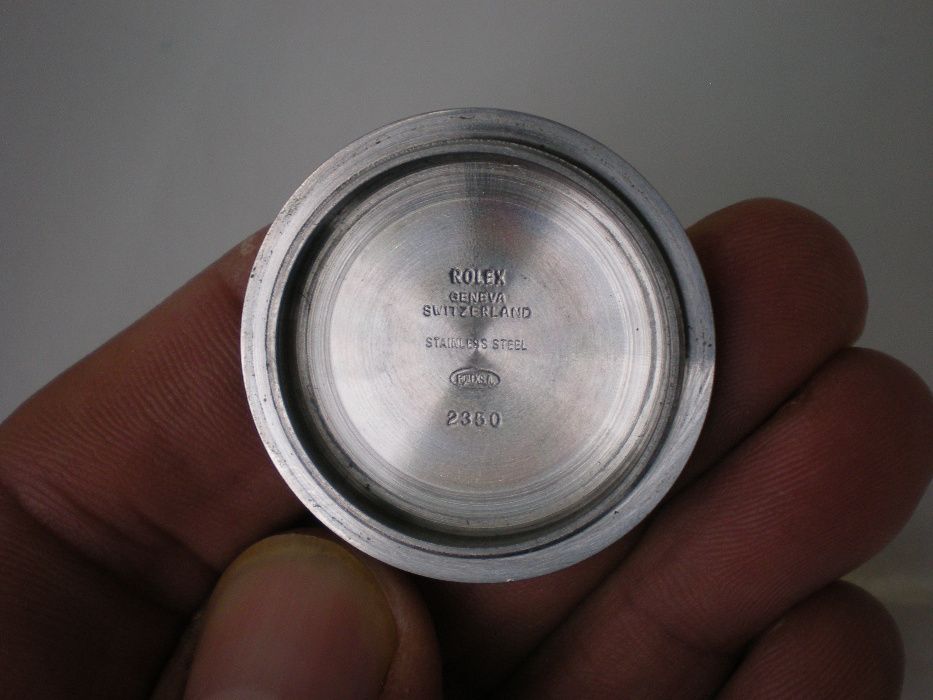 ROLEX
GENEVA
SWITZERLAND
STAINLESS STEEL
2350